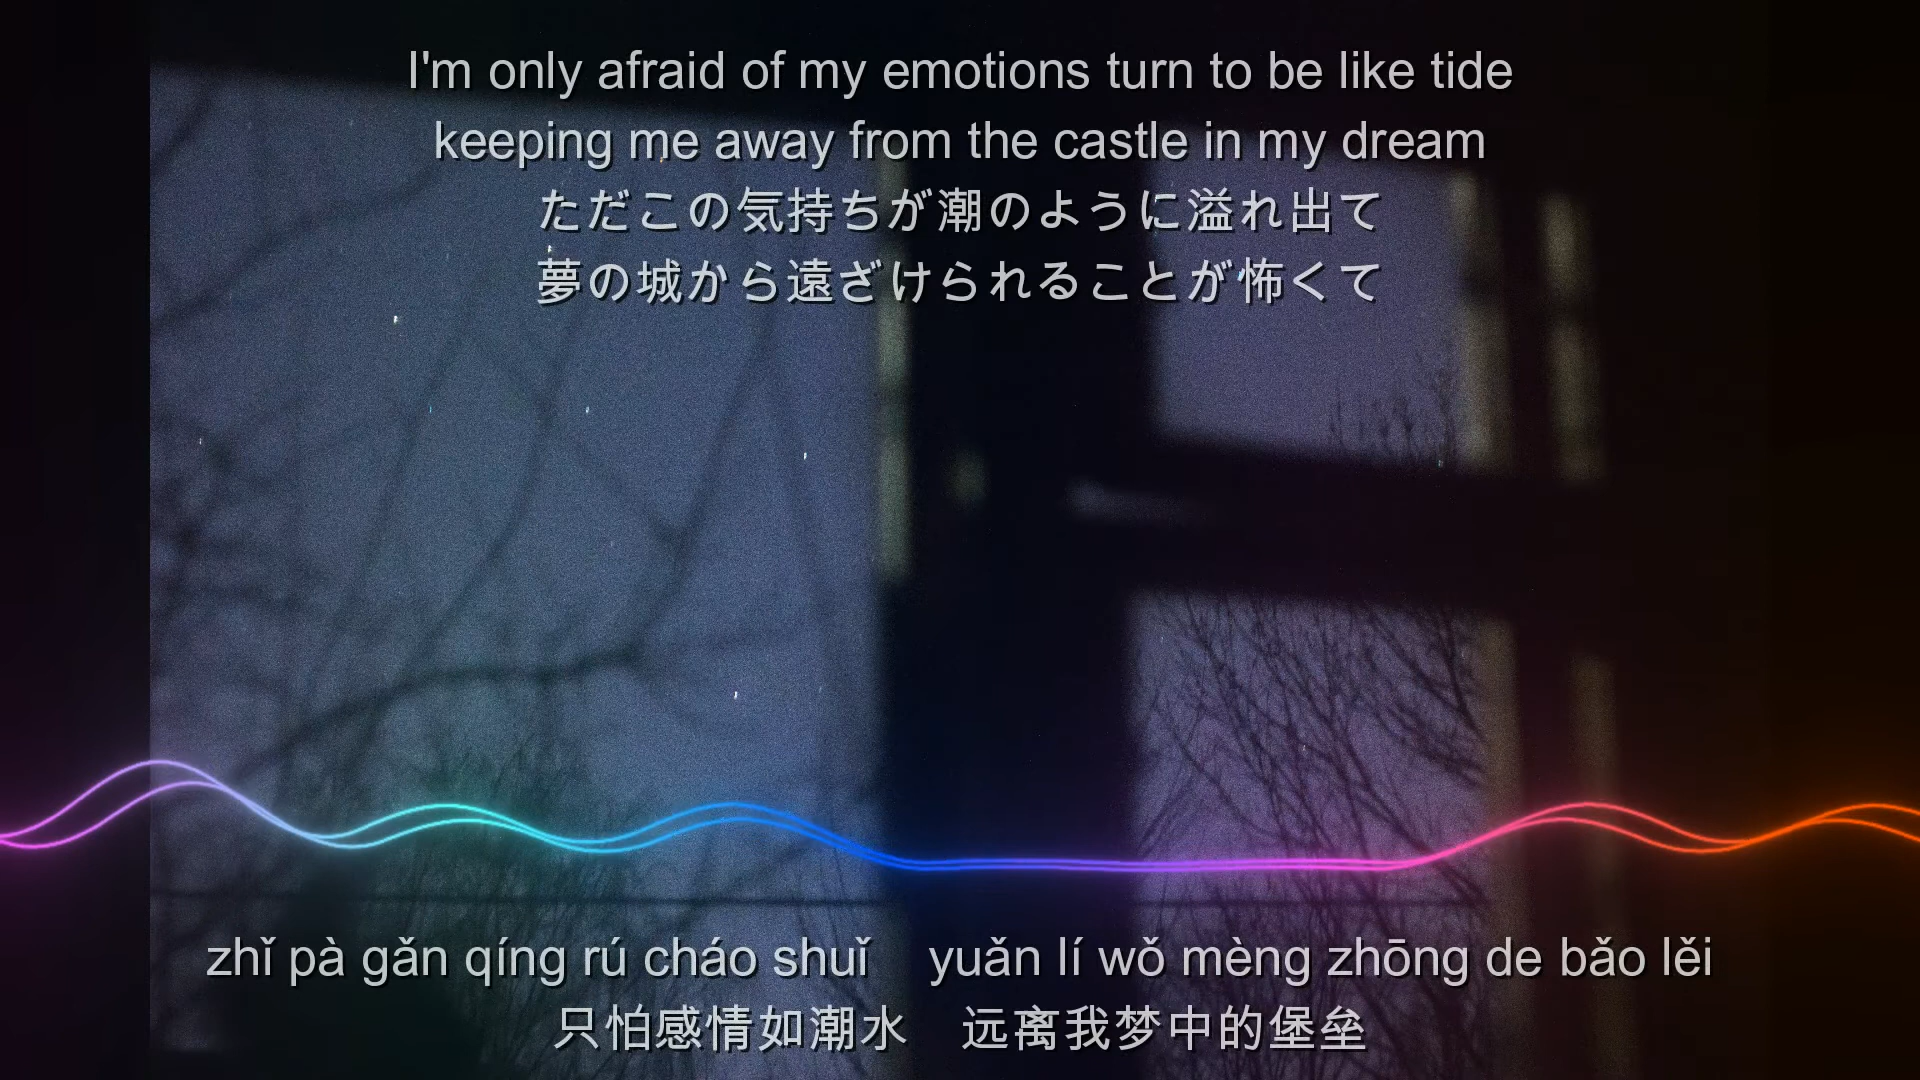 I'm only afraid of my emotions turn to be like tide
keeping me away from the castle in my dream
ただこの気持ちが潮のように溢れ出て
夢の城から遠ざけられることが怖くて
zhǐ pà gǎn qíng rú cháo shuǐ yuǎn lí wǒ mèng zhōng de bǎo lěi
只怕感情如潮水 远离我梦中的堡垒